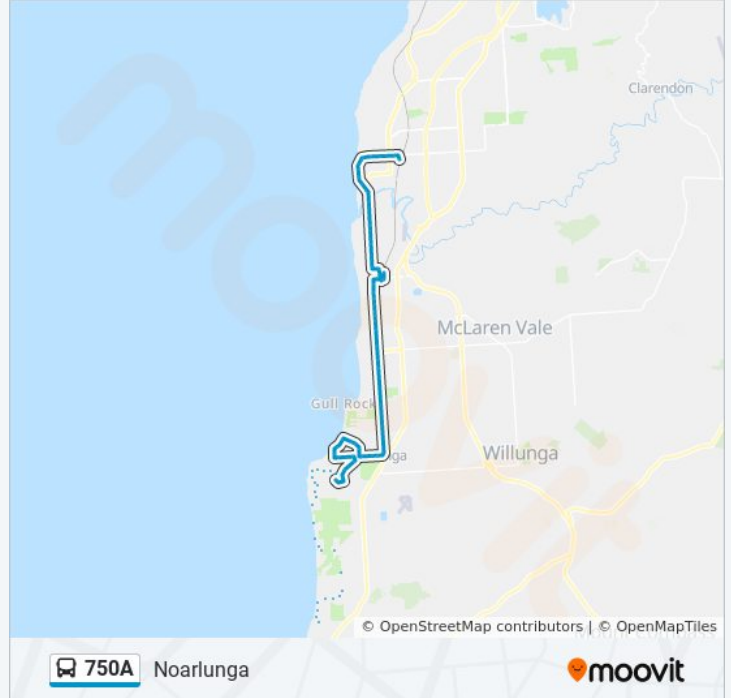 Clarendon
McLaren Vale
Gull Rock
Willunga
© OpenStreetMap contributors | © OpenMapTiles
750A Noarlunga
moovit